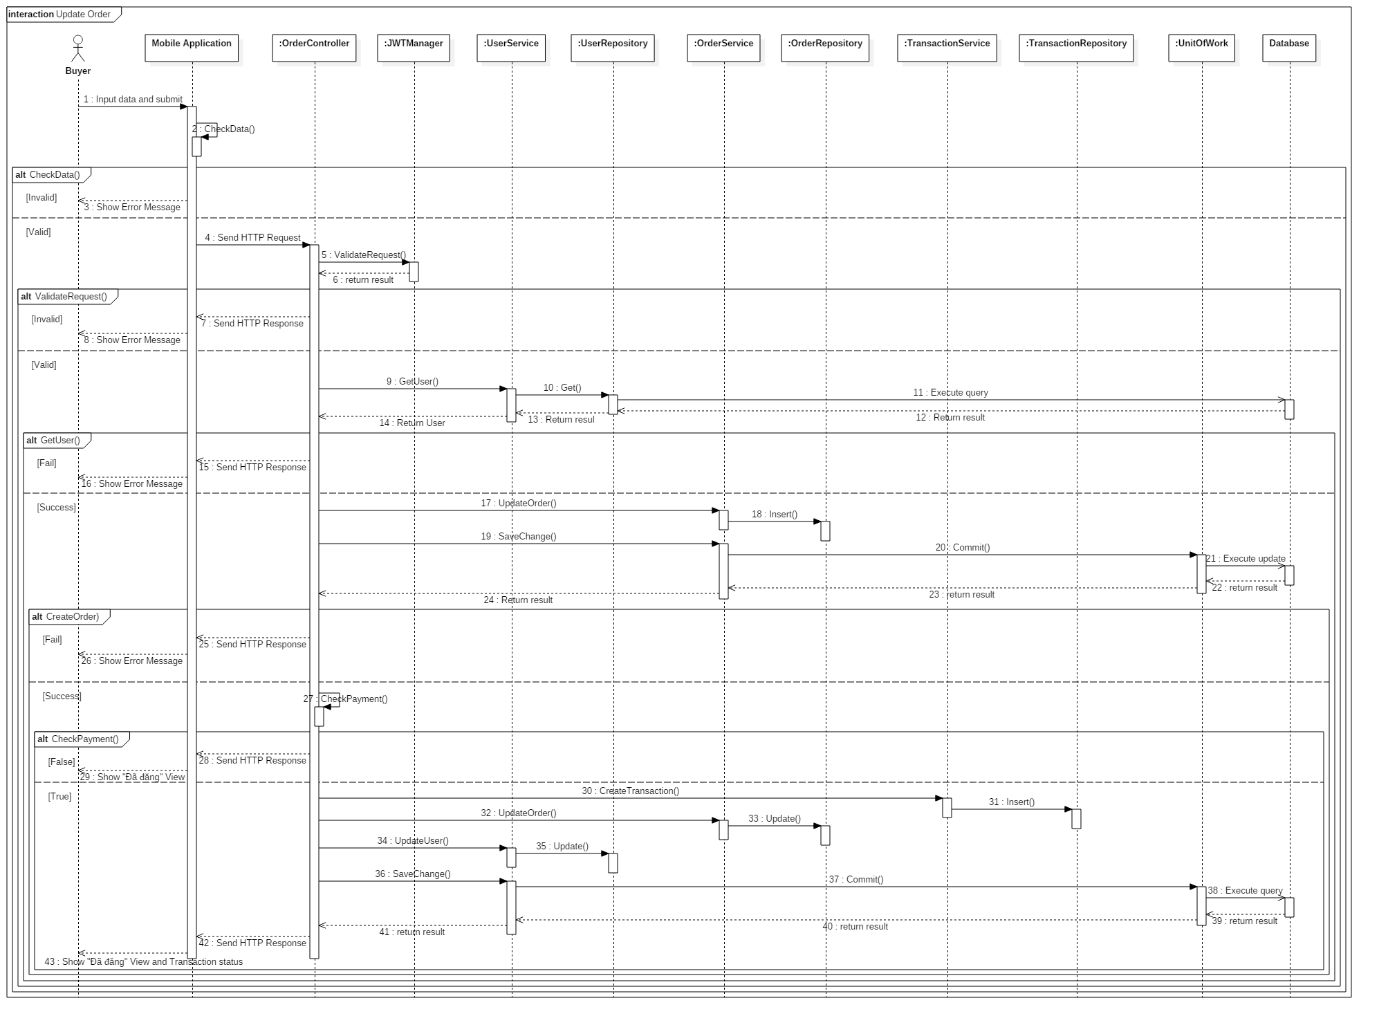 interaction Update Order
Buyer
Mobile Application
:OrderController
:JWTManager
:UserService
:UserRepository
:OrderService
:OrderRepository
:TransactionService
:TransactionRepository
:UnitOfWork
Database
1 : Input data and submit
2 : CheckData()
alt CheckData()
[Invalid]
3 : Show Error Message
[Valid]
4 : Send HTTP Request
5 : ValidateRequest()
6 : return result
alt ValidateRequest()
[Invalid]
7 : Send HTTP Response
8 : Show Error Message
[Valid]
9 : GetUser()
10 : Get()
11 : Execute query
12 : Return result
13 : Return resul
14 : Return User
alt GetUser()
[Fail]
15 : Send HTTP Response
16 : Show Error Message
[Success]
17 : UpdateOrder()
18 : Insert()
19 : SaveChange()
20 : Commit()
21 : Execute update
22 : return result
23 : return result
24 : Return result
alt CreateOrder)
[Fail]
25 : Send HTTP Response
26 : Show Error Message
[Success]
27 : CheckPayment()
alt CheckPayment()
[False]
28 : Send HTTP Response
29 : Show "Đã đăng" View
[True]
30 : CreateTransaction()
31 : Insert()
32 : UpdateOrder()
33 : Update()
34 : UpdateUser()
35 : Update()
36 : SaveChange()
37 : Commit()
38 : Execute query
39 : return result
40 : return result
41 : return result
42 : Send HTTP Response
43 : Show "Đã đăng" View and Transaction status